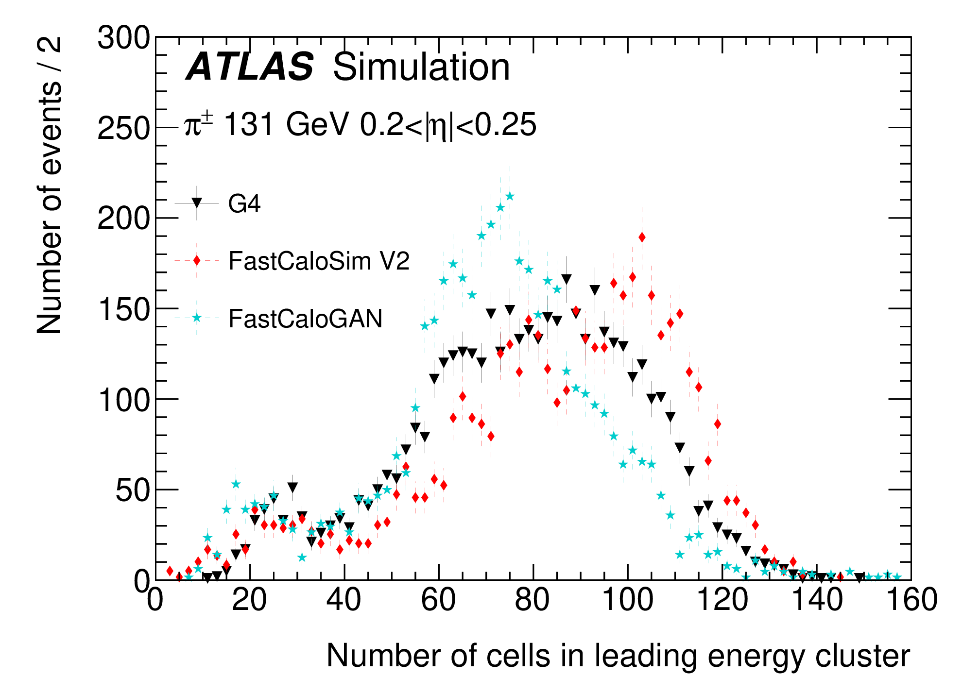 ATLAS Simulation
π± 131 GeV 0.2<|η|<0.25
G4
FastCaloSim V2
FastCaloGAN
Number of events / 2
300
250
200
150
100
50
0
0 20 40 60 80 100 120 140 160
Number of cells in leading energy cluster